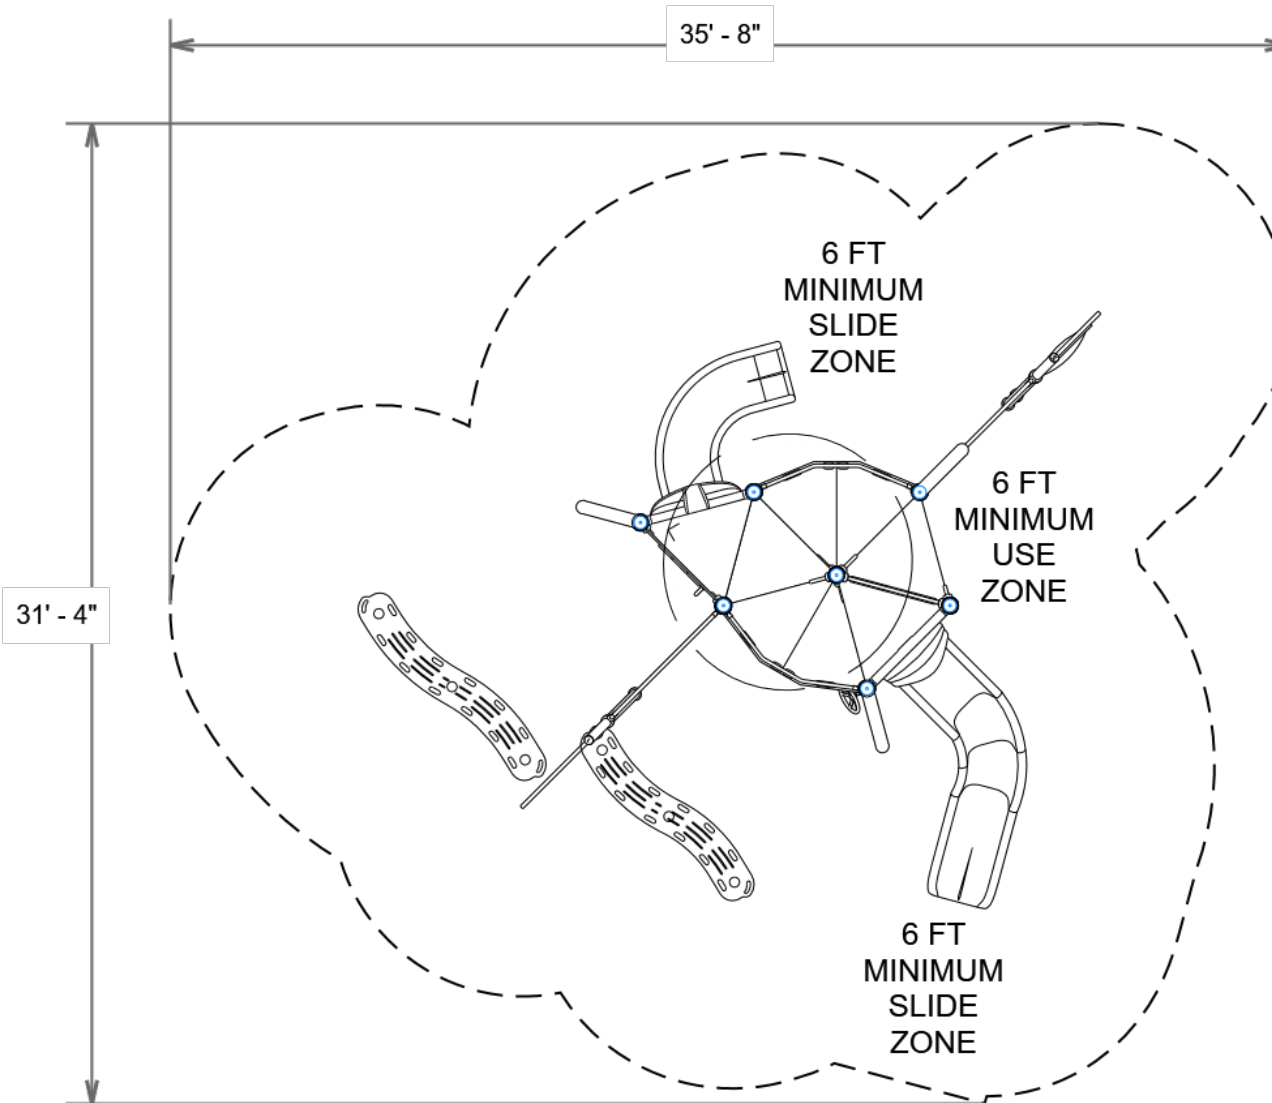 35' - 8"
6 FT
MINIMUM
SLIDE
ZONE
6 FT
MINIMUM
USE
ZONE
31' - 4"
6 FT
MINIMUM
SLIDE
ZONE